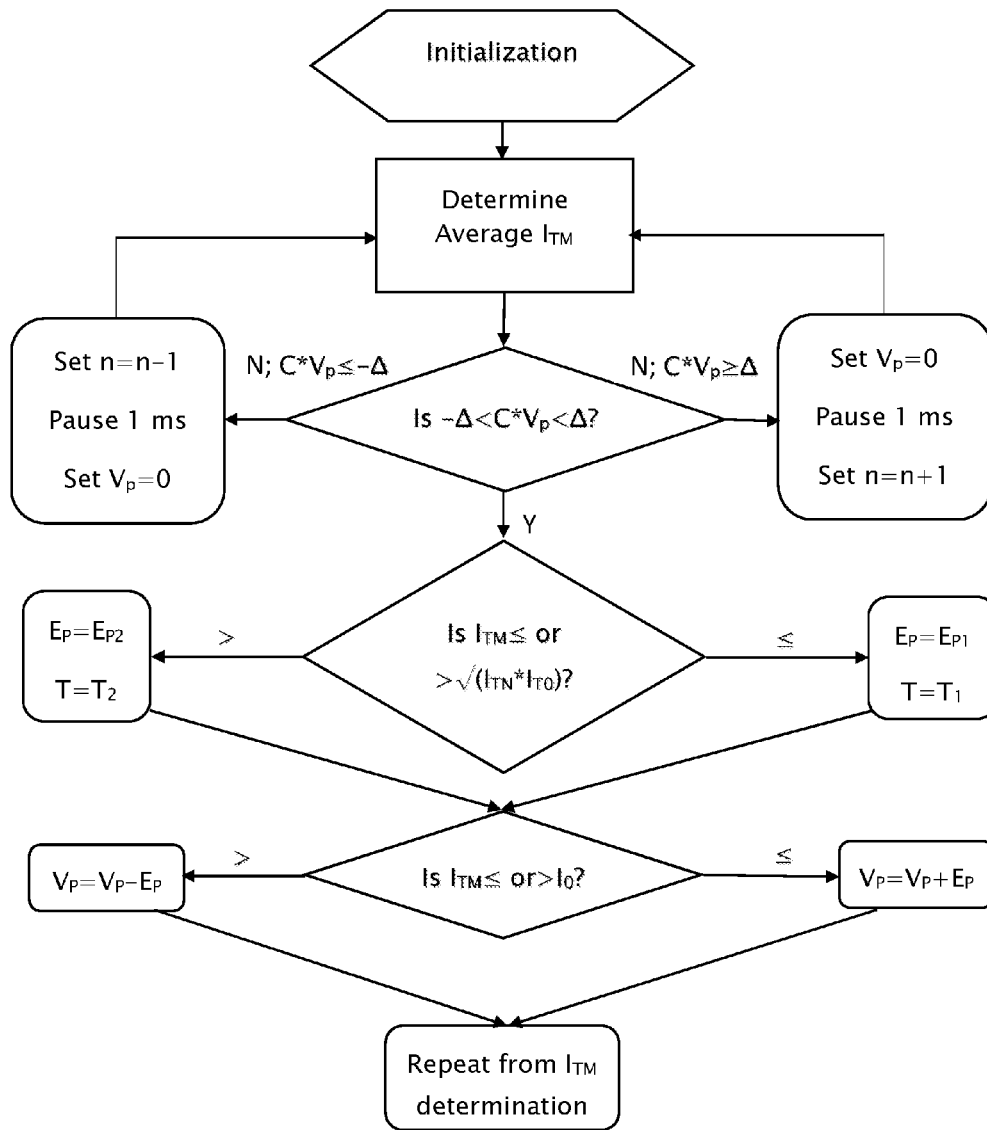 Initialization
Determine
Average I_TM
N; C*V_p≤-Δ
N; C*V_p≥Δ
Set n=n-1
Pause 1 ms
Set V_p=0
Is -Δ<C*V_p<Δ?
Set V_p=0
Pause 1 ms
Set n=n+1
Y
E_P=E_P2
T=T_2
>
Is I_TM≤ or
>√(I_TN*I_T0)?
≤
E_P=E_P1
T=T_1
V_P=V_P-E_P
>
Is I_TM≤ or>I_0?
≤
V_P=V_P+E_P
Repeat from I_TM
determination